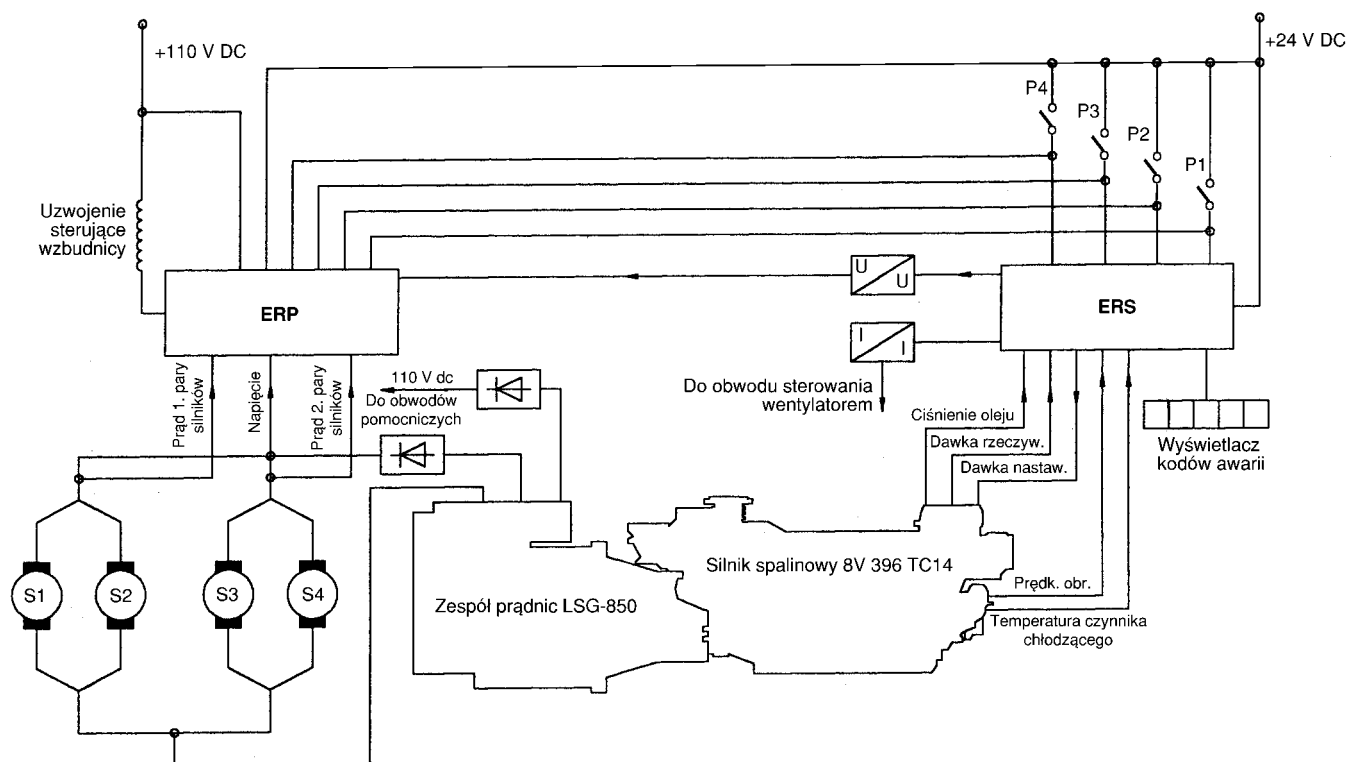 +110 V DC
+24 V DC
P4
P3
P2
P1
Uzwojenie
sterujące
wzbudnicy
U
U
ERP
ERS
I
I
Prąd 1. pary
silników
Napięcie
Prąd 2. pary
silników
110 V dc
Do obwodów
pomocniczych
Do obwodu sterowania
wentylatorem
Ciśnienie oleju
Dawka rzeczyw.
Dawka nastaw.
Wyświetlacz
kodów awarii
Silnik spalinowy 8V 396 TC14
Zespół prądnic LSG-850
S1
S2
S3
S4
Prędk. obr.
Temperatura czynnika
chłodzącego